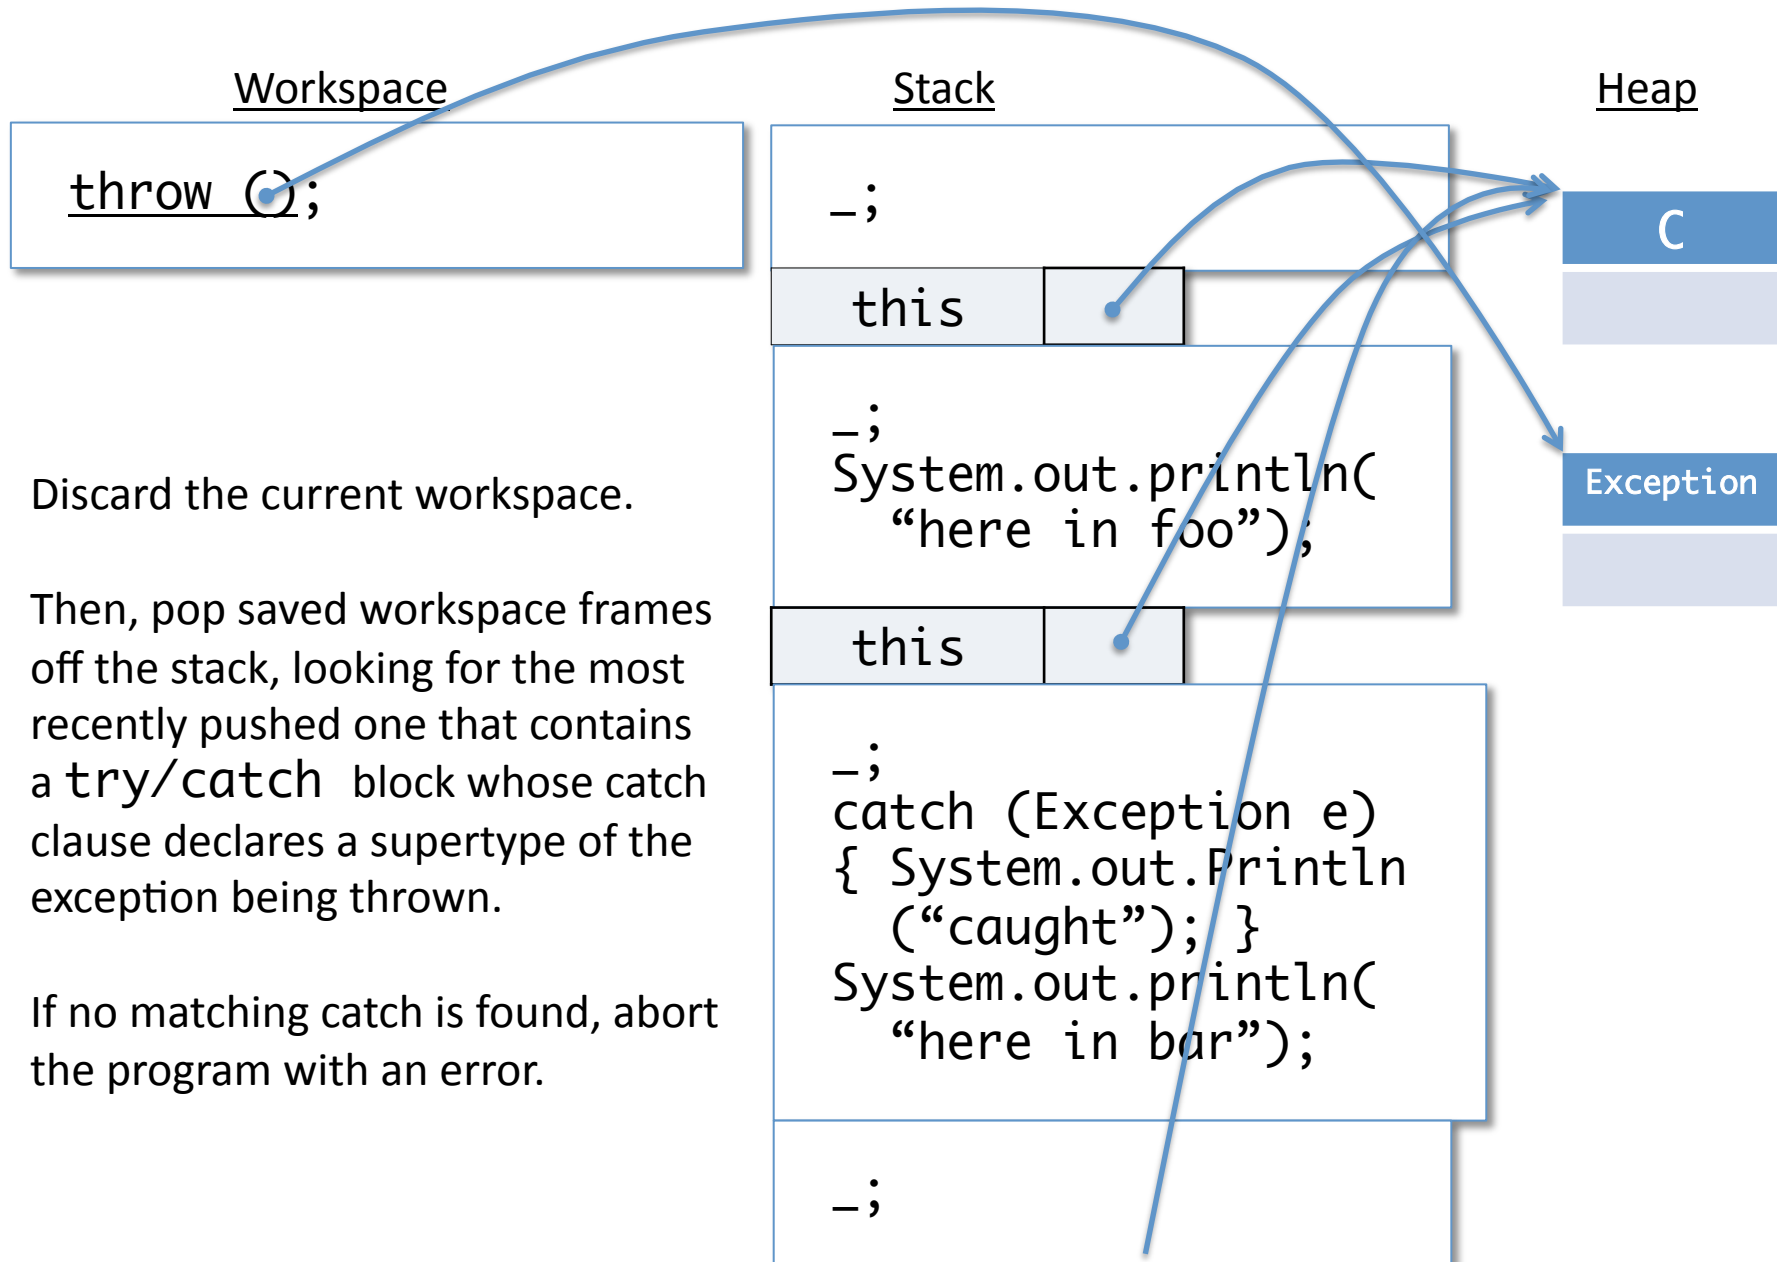 Workspace
Stack
Heap
throw ();
Discard the current workspace.
Then, pop saved workspace frames
off the stack, looking for the most
recently pushed one that contains
a try/catch block whose catch
clause declares a supertype of the
exception being thrown.
If no matching catch is found, abort
the program with an error.
_;
this
_;
System.out.println(
“here in foo”);
this
_;
catch (Exception e)
{ System.out.Println
(“caught”); }
System.out.println(
“here in bar”);
_;
C
Exception